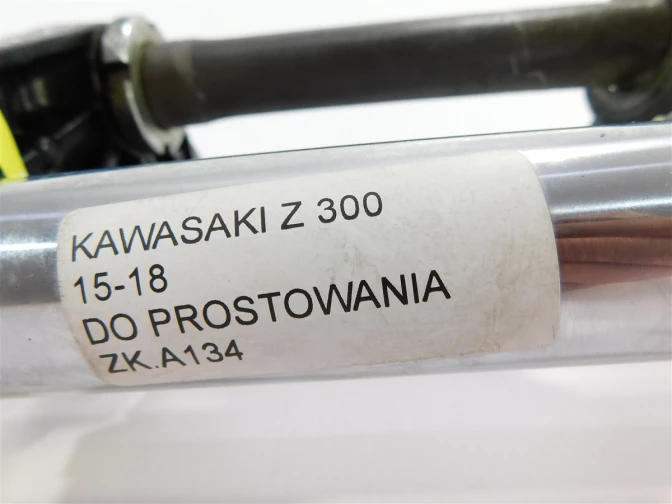 KAWASAKI Z 300
15-18
DO PROSTOWANIA
ZK.A134